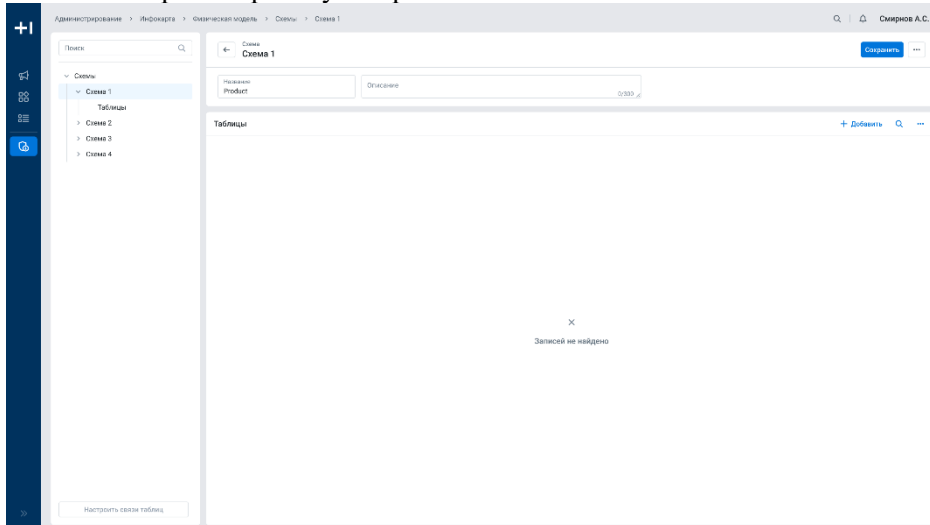 Администрирование > Инфокарта > Физическая модель > Схемы > Схема 1
Смирнов А.С.
Поиск
Схемы
Схема 1
Таблицы
Схема 2
Схема 3
Схема 4
Настроить связи таблиц
Схема
Схема 1
Сохранить
Название
Product
Описание
0/300
Таблицы
+ Добавить
Записей не найдено